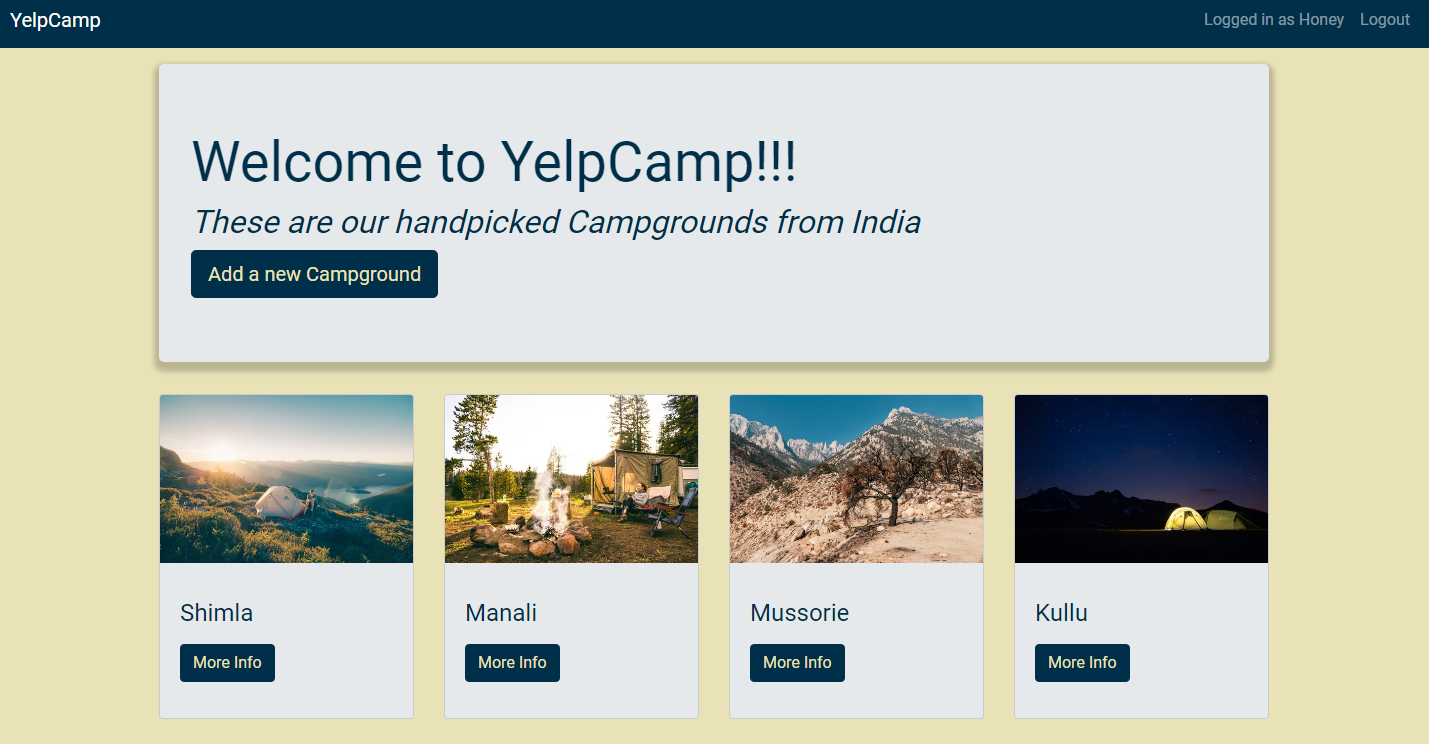 YelpCamp
Logged in as Honey
Logout
Welcome to YelpCamp!!!
These are our handpicked Campgrounds from India
Add a new Campground
Shimla
More Info
Manali
More Info
Mussorie
More Info
Kullu
More Info